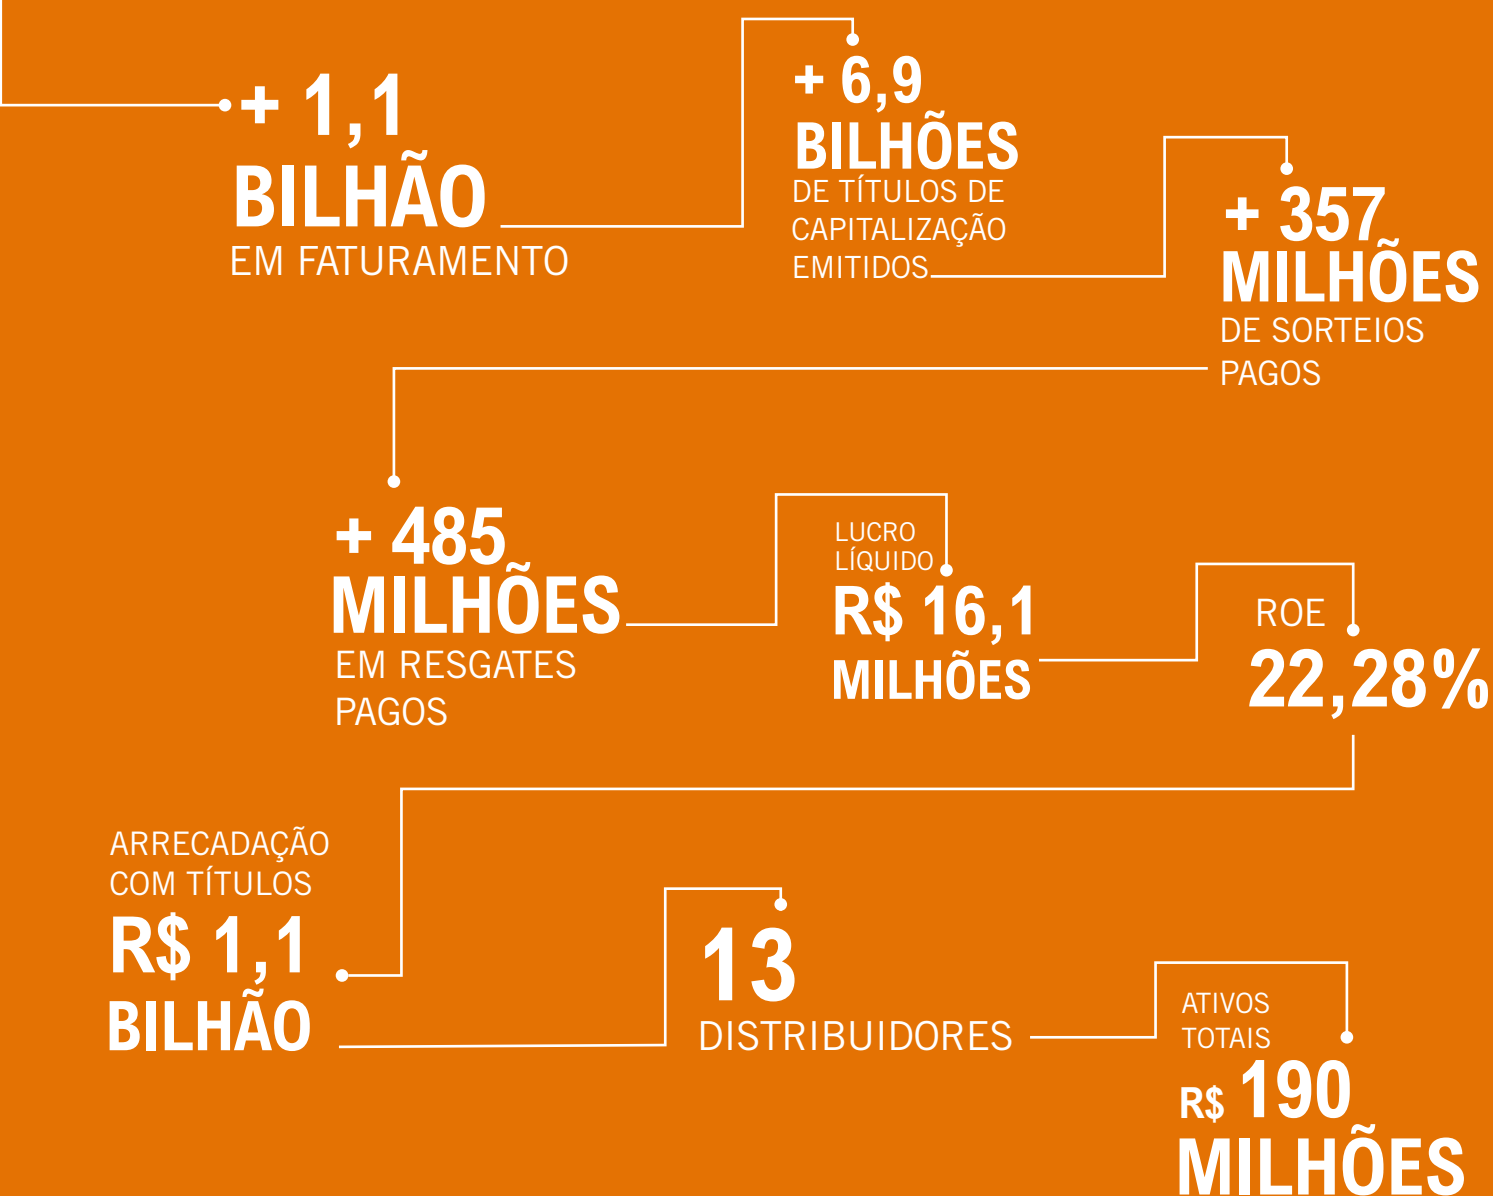 + 1,1
BILHÃO
EM FATURAMENTO
+ 6,9
BILHÕES
DE TÍTULOS DE
CAPITALIZAÇÃO
EMITIDOS
+ 357
MILHÕES
DE SORTEIOS
PAGOS
+ 485
MILHÕES
EM RESGATES
PAGOS
LUCRO
LÍQUIDO
R$ 16,1
MILHÕES
ROE
22,28%
ARRECADAÇÃO
COM TÍTULOS
R$ 1,1
BILHÃO
13
DISTRIBUIDORES
ATIVOS
TOTAIS
R$ 190
MILHÕES